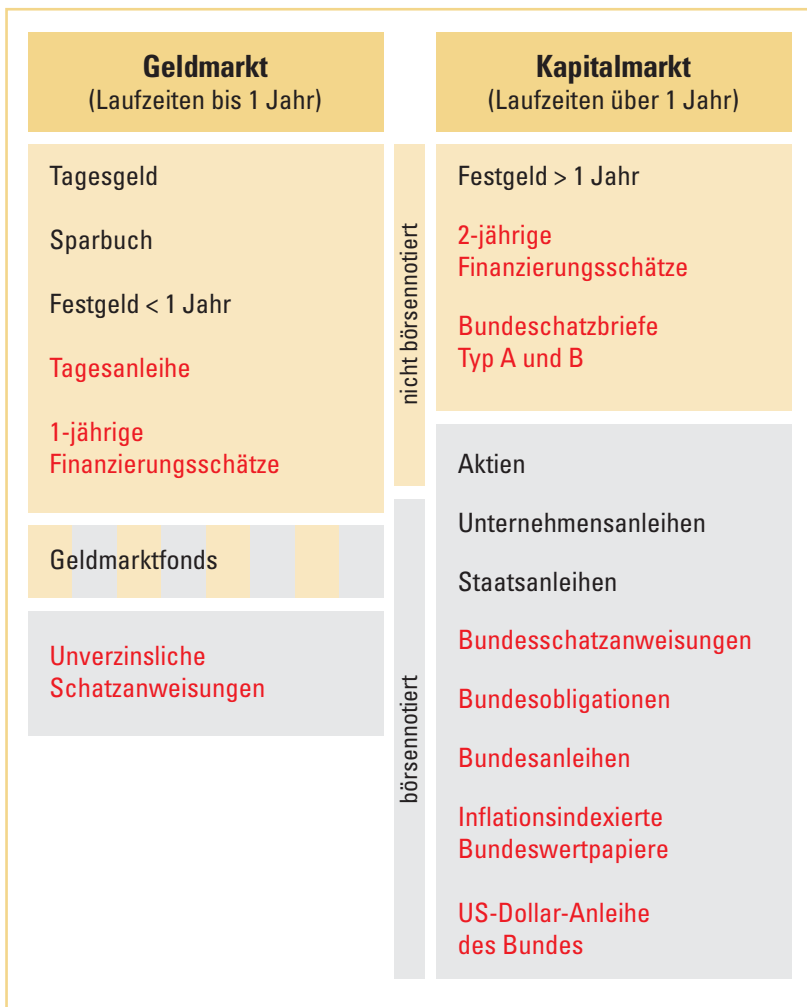 Geldmarkt
(Laufzeiten bis 1 Jahr)
Tagesgeld
Sparbuch
Festgeld < 1 Jahr
Tagesanleihe
1-jährige
Finanzierungsschätze
Geldmarktfonds
Unverzinsliche
Schatzanweisungen
nicht börsennotiert
börsennotiert
Kapitalmarkt
(Laufzeiten über 1 Jahr)
Festgeld > 1 Jahr
2-jährige
Finanzierungsschätze
Bundeschatzbriefe
Typ A und B
Aktien
Unternehmensanleihen
Staatsanleihen
Bundesschatzanweisungen
Bundesobligationen
Bundesanleihen
Inflationsindexierte
Bundeswertpapiere
US-Dollar-Anleihe
des Bundes